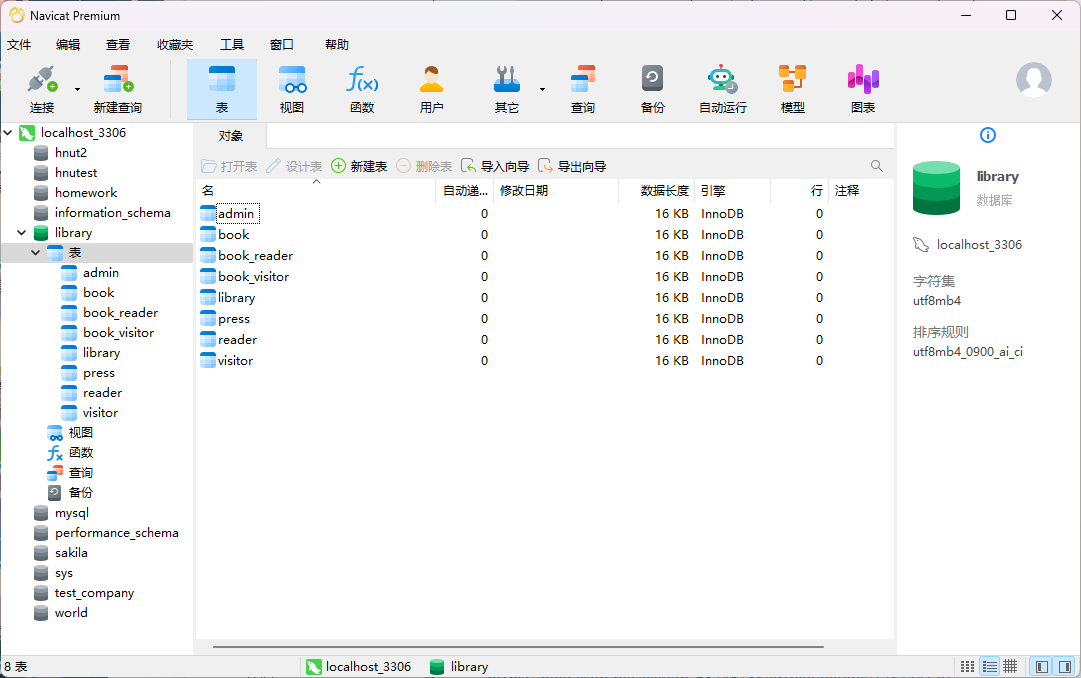 Navicat Premium
文件 编辑 查看 收藏夹 工具 窗口 帮助
连接 新建查询 表 视图 函数 用户 其它 查询 备份 自动运行 模型 图表
localhost_3306
hnut2
hnutest
homework
information_schema
library
表
admin
book
book_reader
book_visitor
library
press
reader
visitor
视图
函数
查询
备份
mysql
performance_schema
sakila
sys
test_company
world
对象
打开表 设计表 新建表 删除表 导入向导 导出向导
名 自动递... 修改日期 数据长度 引擎 行 注释
admin 0 16 KB InnoDB 0
book 0 16 KB InnoDB 0
book_reader 0 16 KB InnoDB 0
book_visitor 0 16 KB InnoDB 0
library 0 16 KB InnoDB 0
press 0 16 KB InnoDB 0
reader 0 16 KB InnoDB 0
visitor 0 16 KB InnoDB 0
library
数据库
localhost_3306
字符集
utf8mb4
排序规则
utf8mb4_0900_ai_ci
8 表 localhost_3306 library